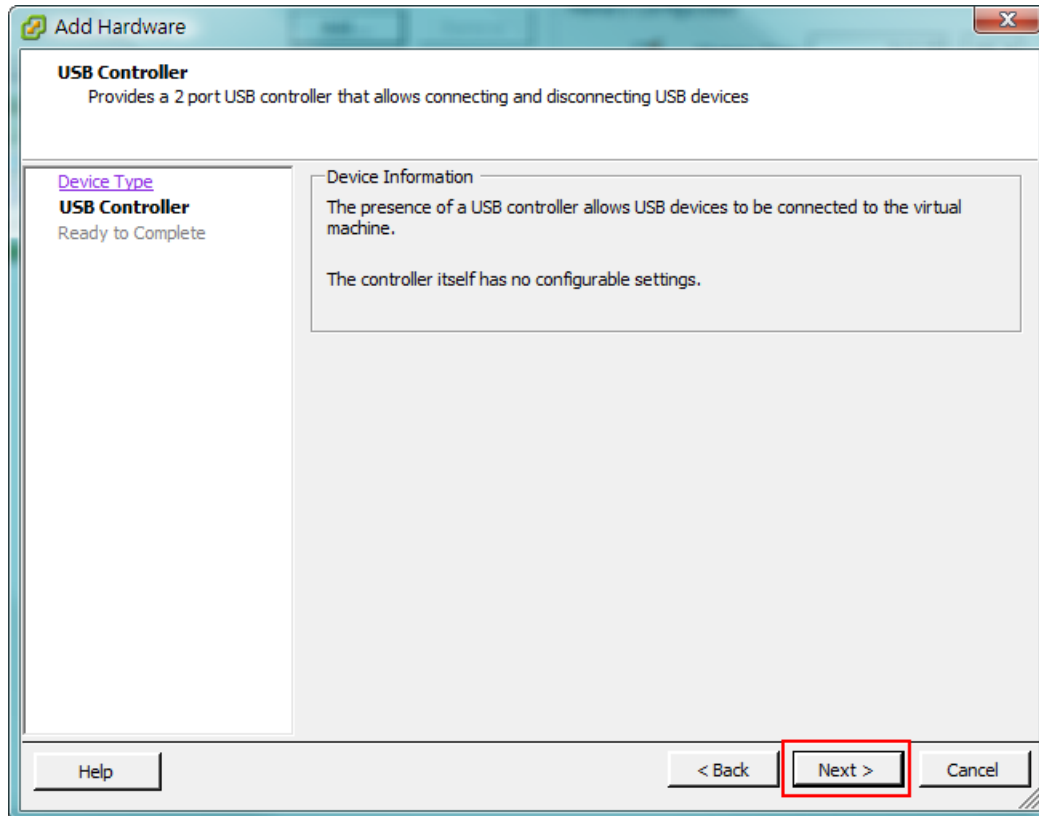 Add Hardware
USB Controller
Provides a 2 port USB controller that allows connecting and disconnecting USB devices
Device Type
USB Controller
Ready to Complete
Device Information
The presence of a USB controller allows USB devices to be connected to the virtual
machine.
The controller itself has no configurable settings.
Help
< Back
Next >
Cancel